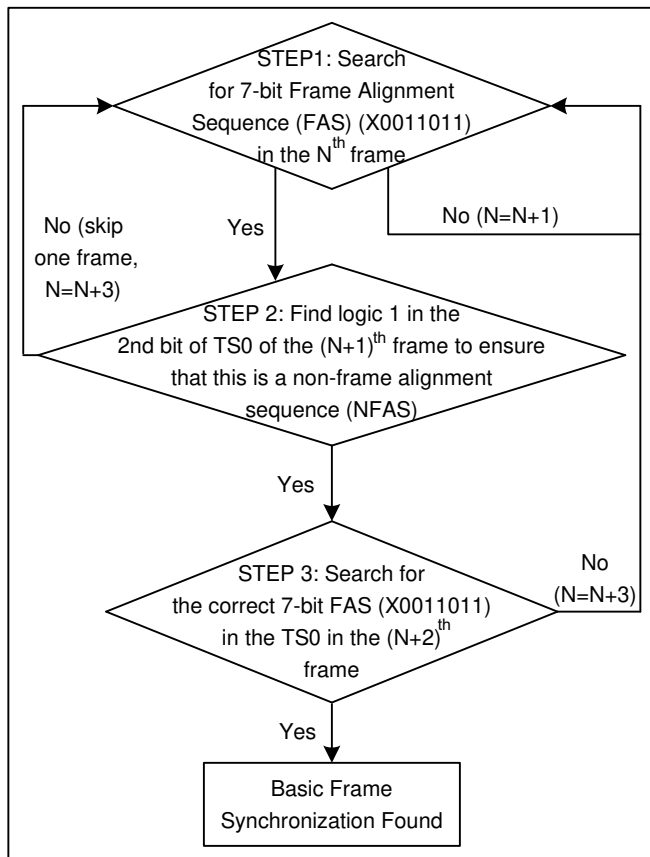 STEP1: Search
for 7-bit Frame Alignment
Sequence (FAS) (X0011011)
in the Nth frame
No (N=N+1)
Yes
No (skip
one frame,
N=N+3)
STEP 2: Find logic 1 in the
2nd bit of TS0 of the (N+1)th frame to ensure
that this is a non-frame alignment
sequence (NFAS)
Yes
STEP 3: Search for
the correct 7-bit FAS (X0011011)
in the TS0 in the (N+2)th
frame
No
(N=N+3)
Yes
Basic Frame
Synchronization Found